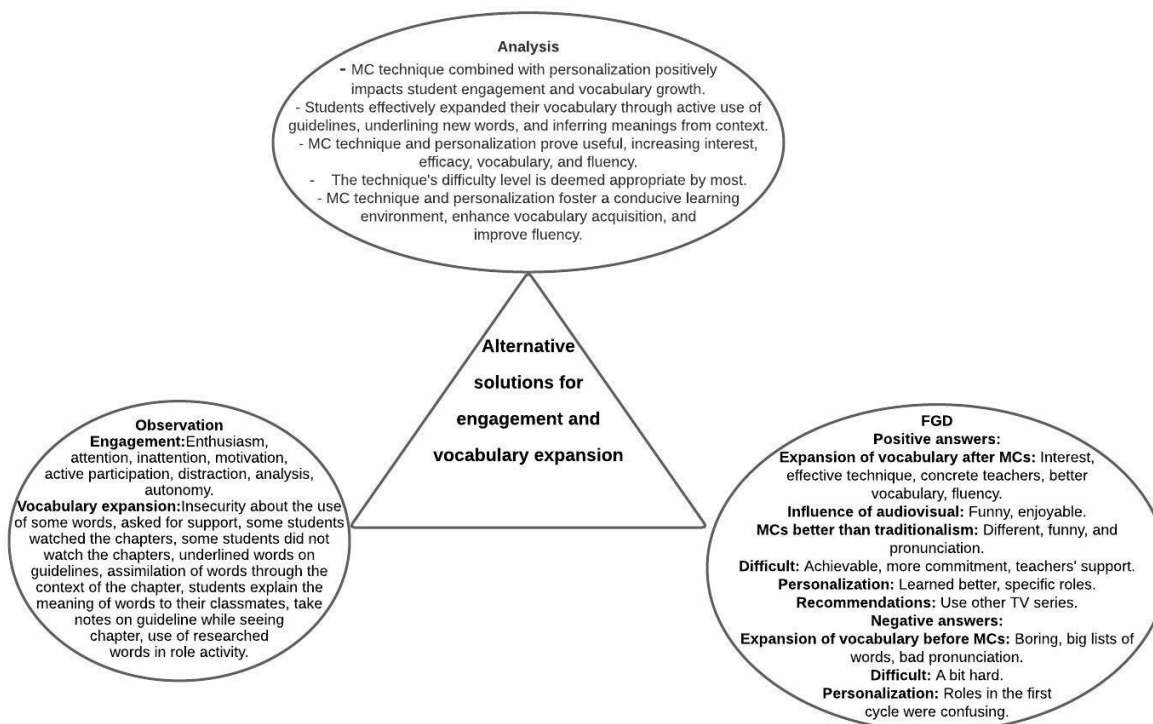 Analysis
- MC technique combined with personalization positively
impacts student engagement and vocabulary growth.
- Students effectively expanded their vocabulary through active use of
guidelines, underlining new words, and inferring meanings from context.
- MC technique and personalization prove useful, increasing interest,
efficacy, vocabulary, and fluency.
- The technique's difficulty level is deemed appropriate by most.
- MC technique and personalization foster a conducive learning
environment, enhance vocabulary acquisition, and
improve fluency.
Alternative
solutions for
engagement and
vocabulary expansion
Observation
Engagement:Enthusiasm,
attention, inattention, motivation,
active participation, distraction, analysis,
autonomy.
Vocabulary expansion:Insecurity about the use
of some words, asked for support, some students
watched the chapters, some students did not
watch the chapters, underlined words on
guidelines, assimilation of words through the
context of the chapter, students explain the
meaning of words to their classmates, take
notes on guideline while seeing
chapter, use of researched
words in role activity.
FGD
Positive answers:
Expansion of vocabulary after MCs: Interest,
effective technique, concrete teachers, better
vocabulary, fluency.
Influence of audiovisual: Funny, enjoyable.
MCs better than traditionalism: Different, funny, and
pronunciation.
Difficult: Achievable, more commitment, teachers' support.
Personalization: Learned better, specific roles.
Recommendations: Use other TV series.
Negative answers:
Expansion of vocabulary before MCs: Boring, big lists of
words, bad pronunciation.
Difficult: A bit hard.
Personalization: Roles in the first
cycle were confusing.